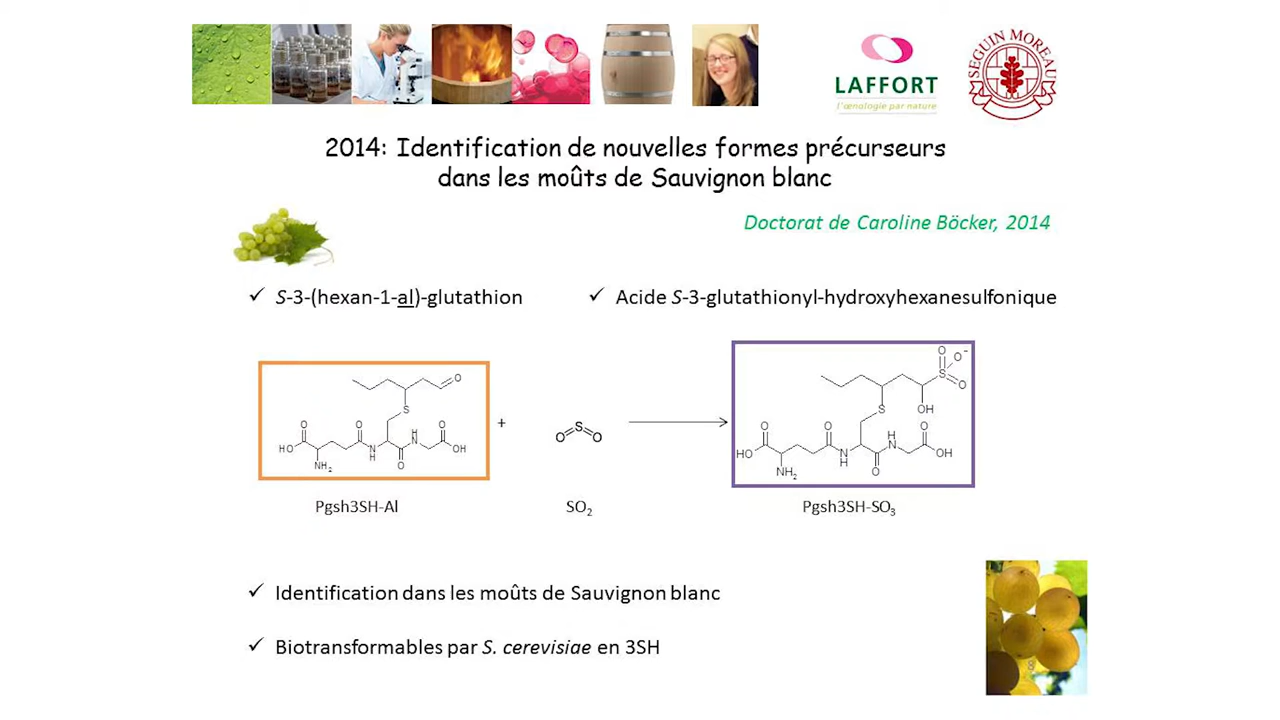 LAFFORT
l'œnologie par nature
SEGUIN MOREAU
2014: Identification de nouvelles formes précurseurs
dans les moûts de Sauvignon blanc
Doctorat de Caroline Böcker, 2014
✓ S-3-(hexan-1-al)-glutathion
✓ Acide S-3-glutathionyl-hydroxyhexanesulfonique
O
S
O
O
O
HO
NH₂
N
H
O
H
N
OH
+
O S O
O
O⁻
S
O
OH
S
O
O
O
HO
NH₂
N
H
O
H
N
OH
Pgsh3SH-Al
SO₂
Pgsh3SH-SO₃
✓ Identification dans les moûts de Sauvignon blanc
✓ Biotransformables par S. cerevisiae en 3SH